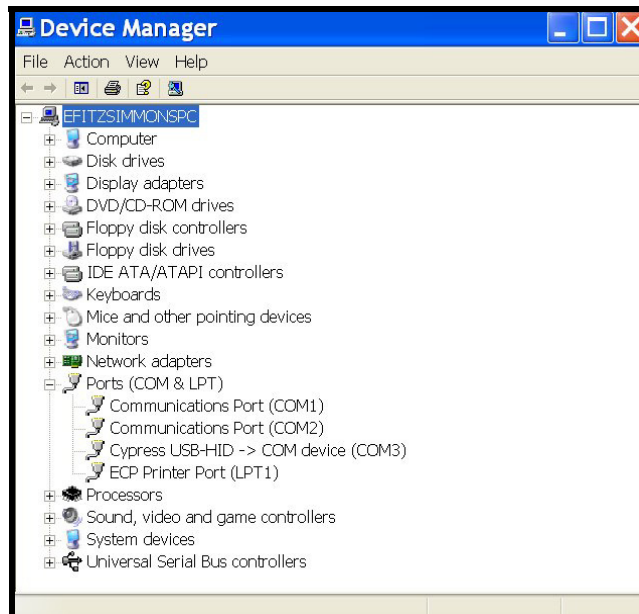 Device Manager
File Action View Help
EFITZSIMMONSPC
Computer
Disk drives
Display adapters
DVD/CD-ROM drives
Floppy disk controllers
Floppy disk drives
IDE ATA/ATAPI controllers
Keyboards
Mice and other pointing devices
Monitors
Network adapters
Ports (COM & LPT)
Communications Port (COM1)
Communications Port (COM2)
Cypress USB-HID -> COM device (COM3)
ECP Printer Port (LPT1)
Processors
Sound, video and game controllers
System devices
Universal Serial Bus controllers